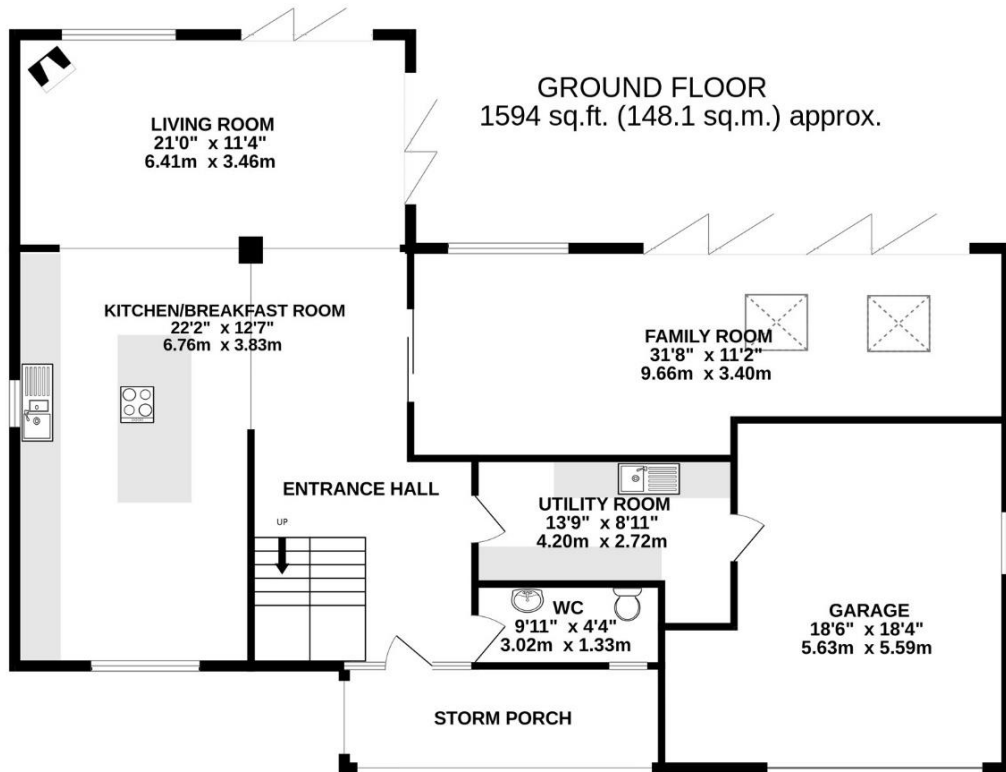 GROUND FLOOR
1594 sq.ft. (148.1 sq.m.) approx.
LIVING ROOM
21'0" x 11'4"
6.41m x 3.46m
KITCHEN/BREAKFAST ROOM
22'2" x 12'7"
6.76m x 3.83m
FAMILY ROOM
31'8" x 11'2"
9.66m x 3.40m
ENTRANCE HALL
UP
UTILITY ROOM
13'9" x 8'11"
4.20m x 2.72m
WC
9'11" x 4'4"
3.02m x 1.33m
GARAGE
18'6" x 18'4"
5.63m x 5.59m
STORM PORCH